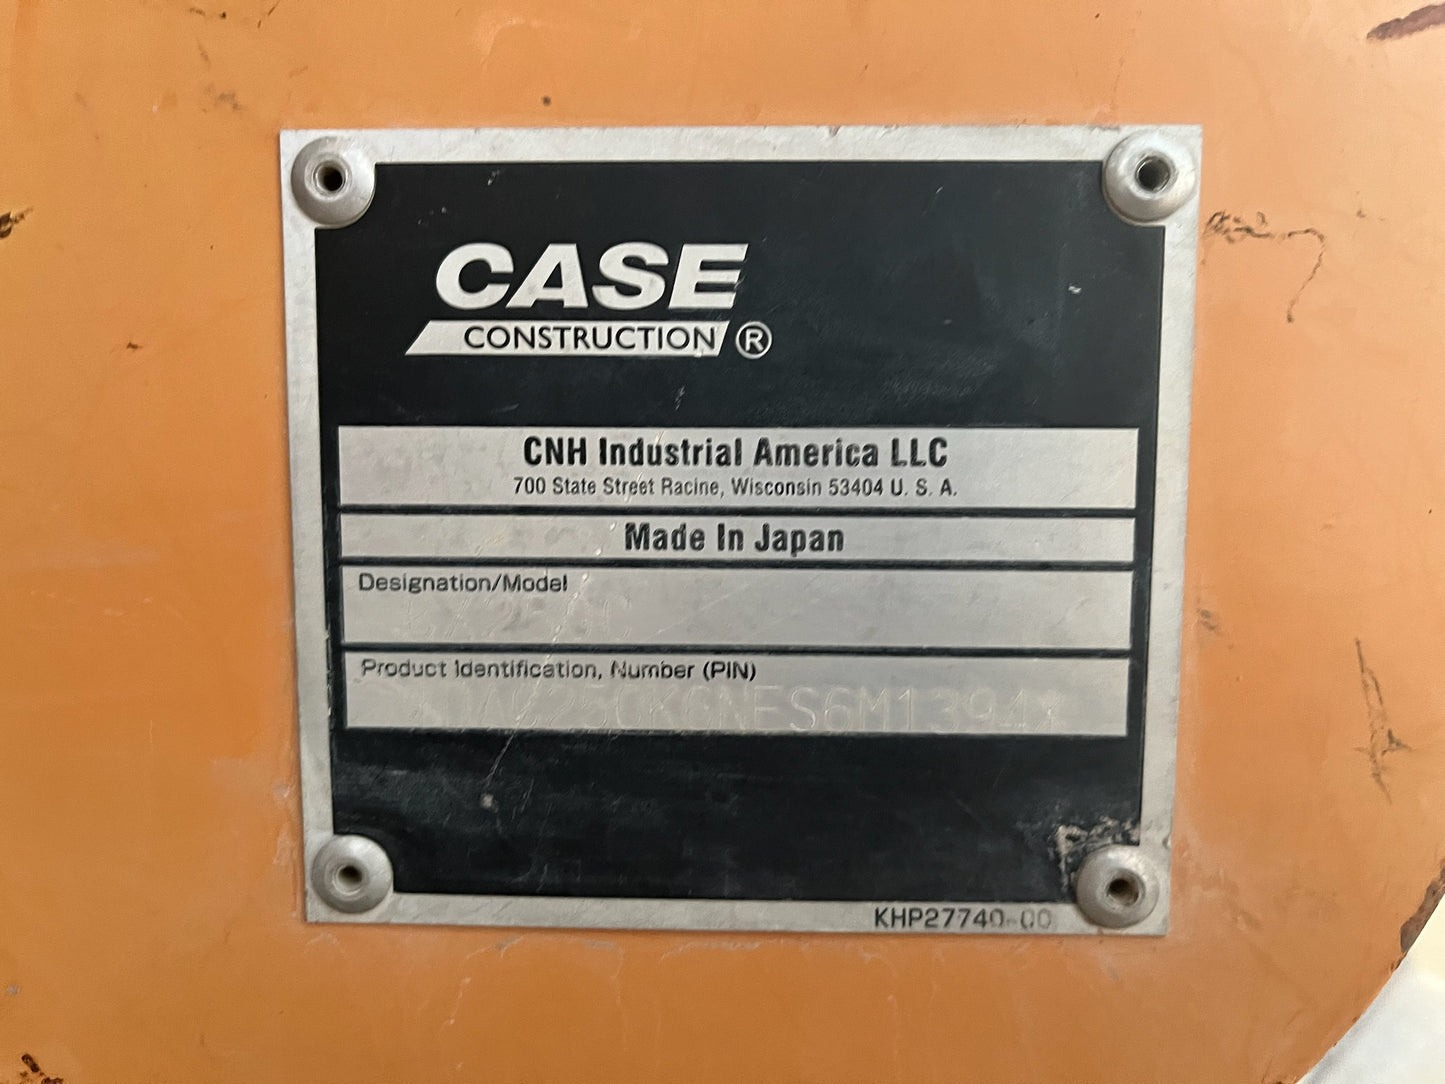 CASE
CONSTRUCTION ®
CNH Industrial America LLC
700 State Street Racine, Wisconsin 53404 U. S. A.
Made In Japan
Designation/Model
Product Identification, Number (PIN)
KHP27740-00